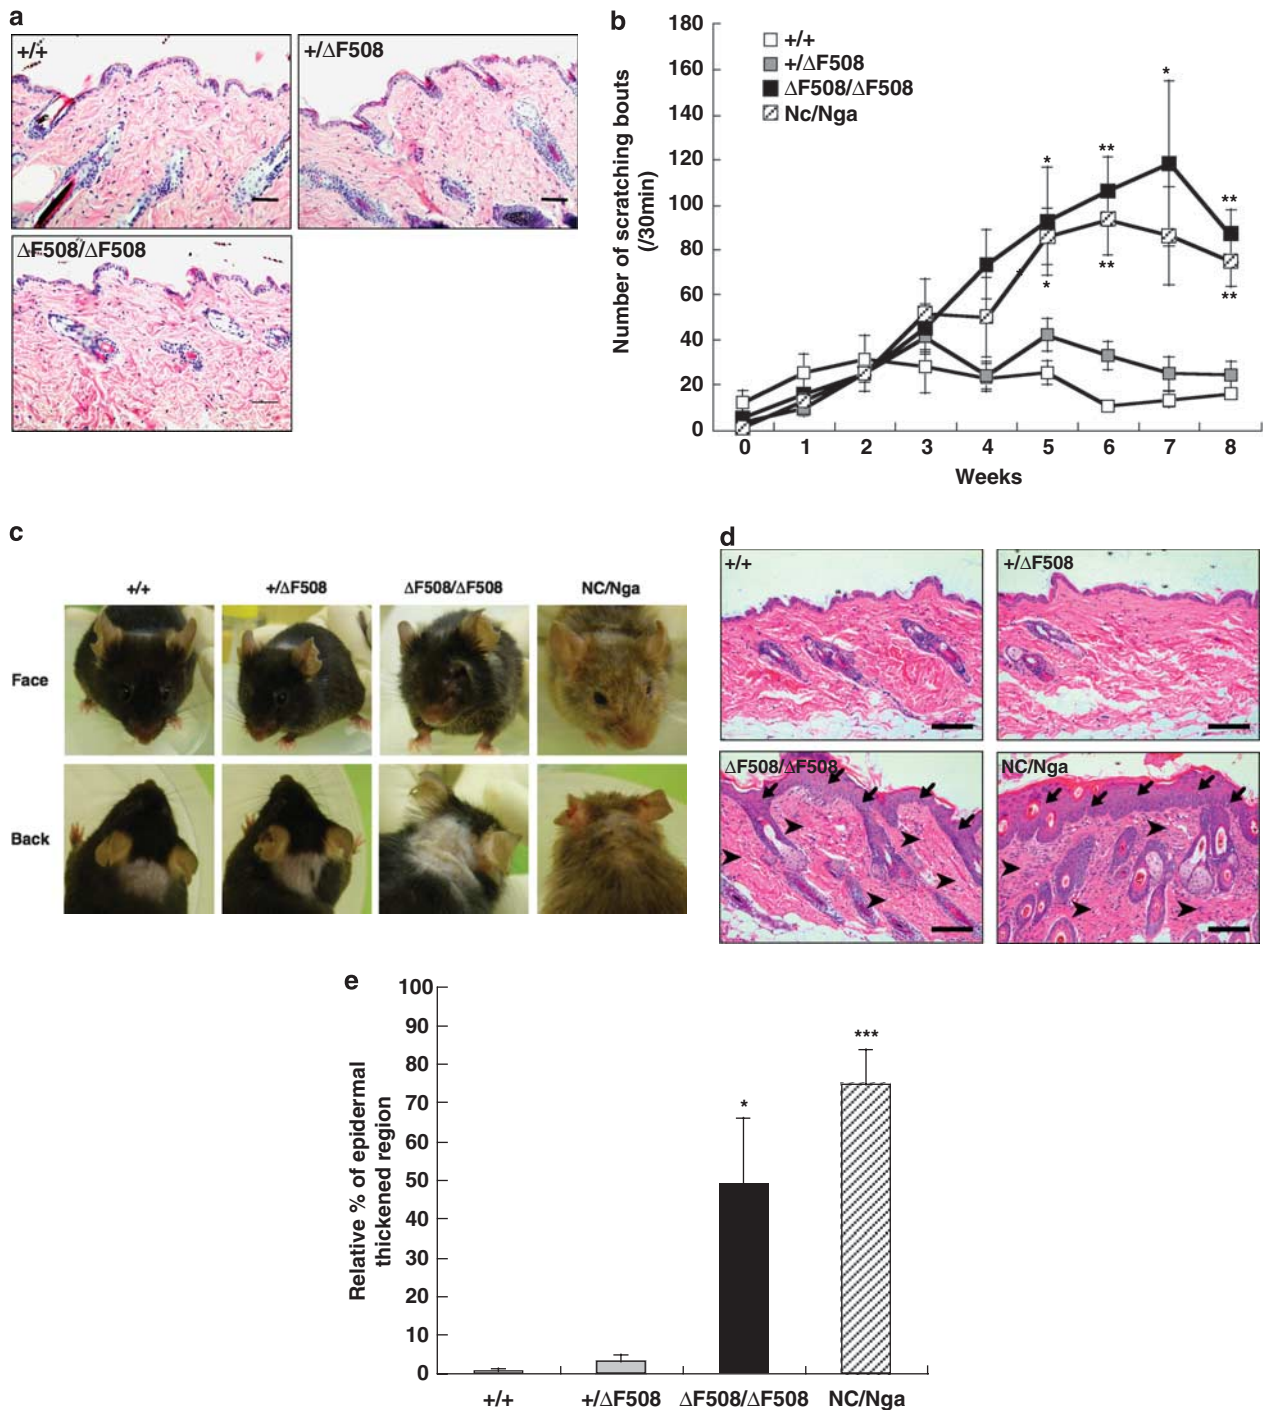 a
+/+
+/ΔF508
ΔF508/ΔF508
b
Number of scratching bouts
(/30min)
180
160
140
120
100
80
60
40
20
0
+/+
+/ΔF508
ΔF508/ΔF508
Nc/Nga
*
**
*
**
*
**
**
*
0 1 2 3 4 5 6 7 8
Weeks
c
+/+ +/ΔF508 ΔF508/ΔF508 NC/Nga
Face
Back
d
+/+
+/ΔF508
ΔF508/ΔF508
NC/Nga
e
Relative % of epidermal
thickened region
100
90
80
70
60
50
40
30
20
10
0
*
***
+/+ +/ΔF508 ΔF508/ΔF508 NC/Nga